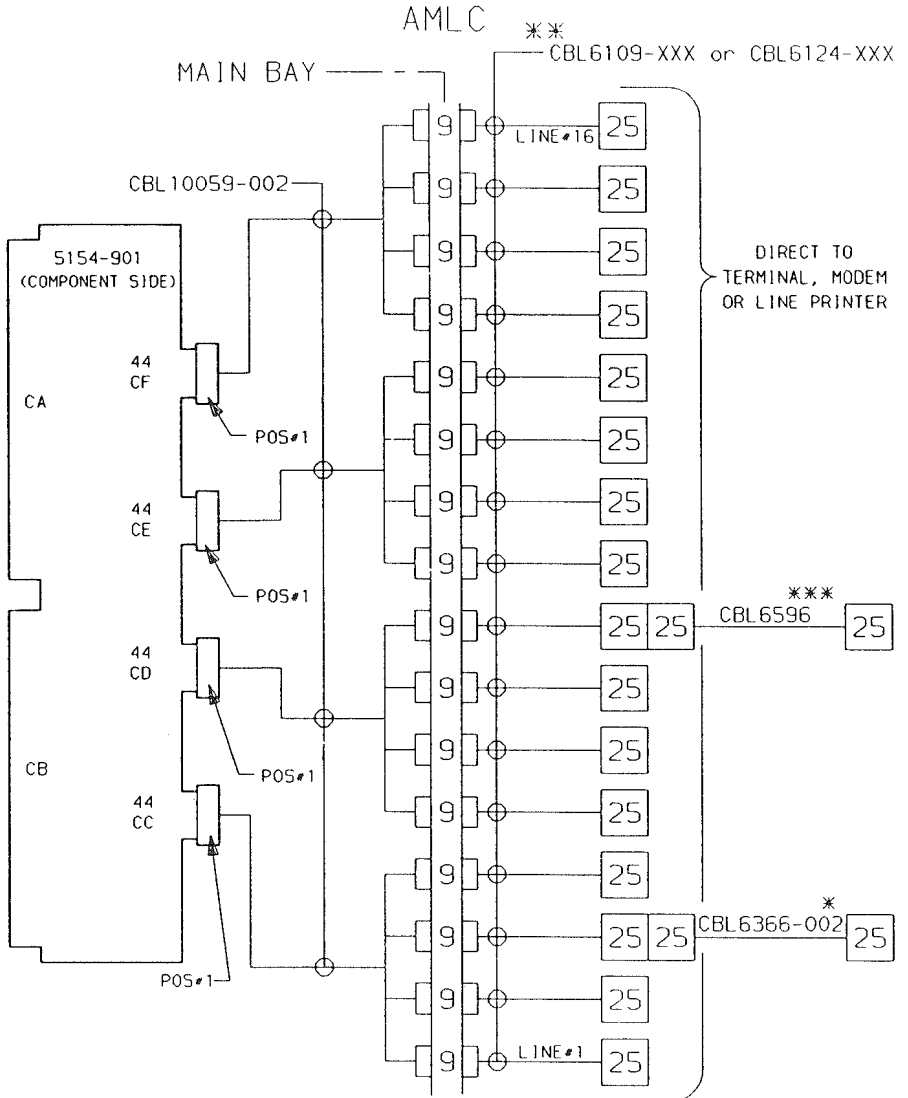 AMLC
**
CBL6109-XXX or CBL6124-XXX
MAIN BAY
9
LINE#16
25
CBL10059-002
9
25
5154-901
(COMPONENT SIDE)
9
25
DIRECT TO
TERMINAL, MODEM
OR LINE PRINTER
9
25
44
CF
CA
POS#1
9
25
9
25
44
CE
9
25
9
25
POS#1
***
9
25
25
CBL6596
25
44
CD
9
25
CB
POS#1
9
25
44
CC
9
25
9
25
*
9
25
25
CBL6366-002
25
POS#1
9
25
9
LINE#1
25